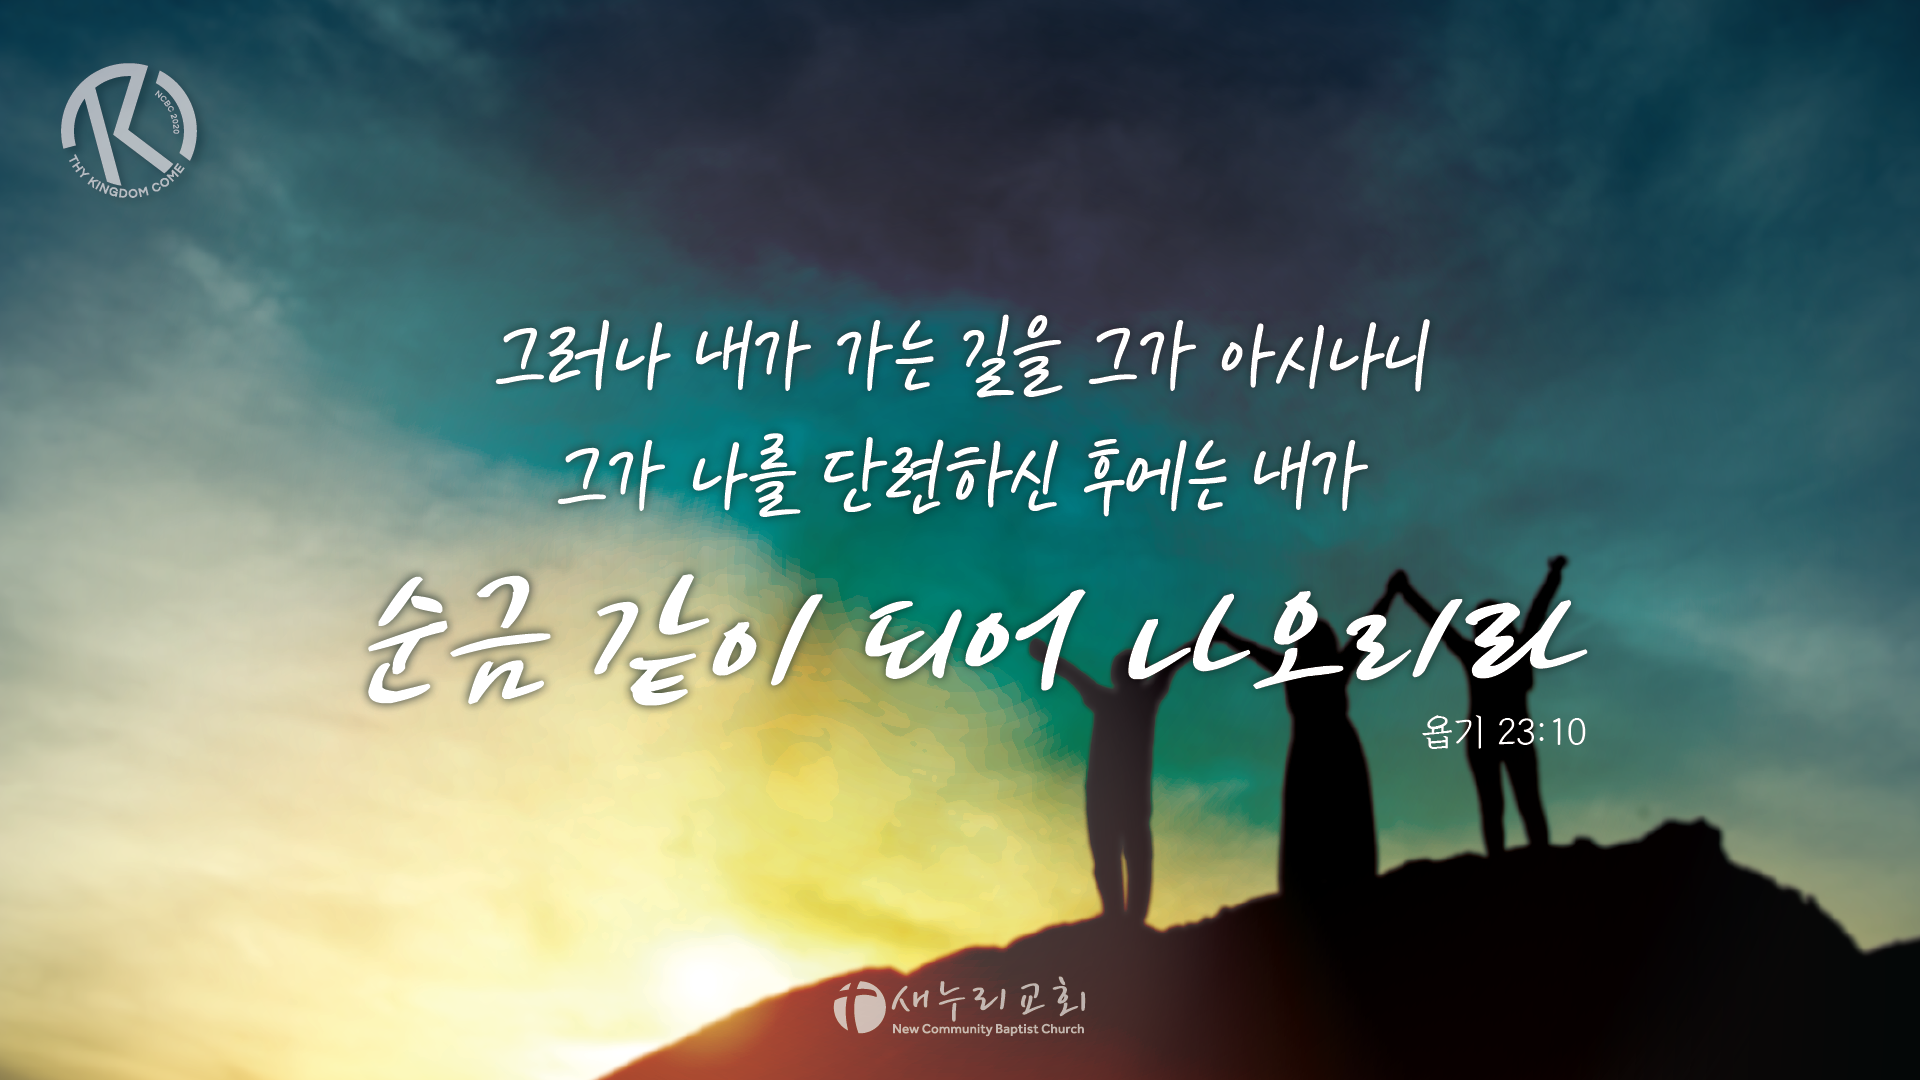 NCBC 2020
THY KINGDOM COME
그러나 내가 가는 길을 그가 아시나니
그가 나를 단련하신 후에는 내가
순금 같이 되어 나오리라
욥기 23:10
새누리교회
New Community Baptist Church